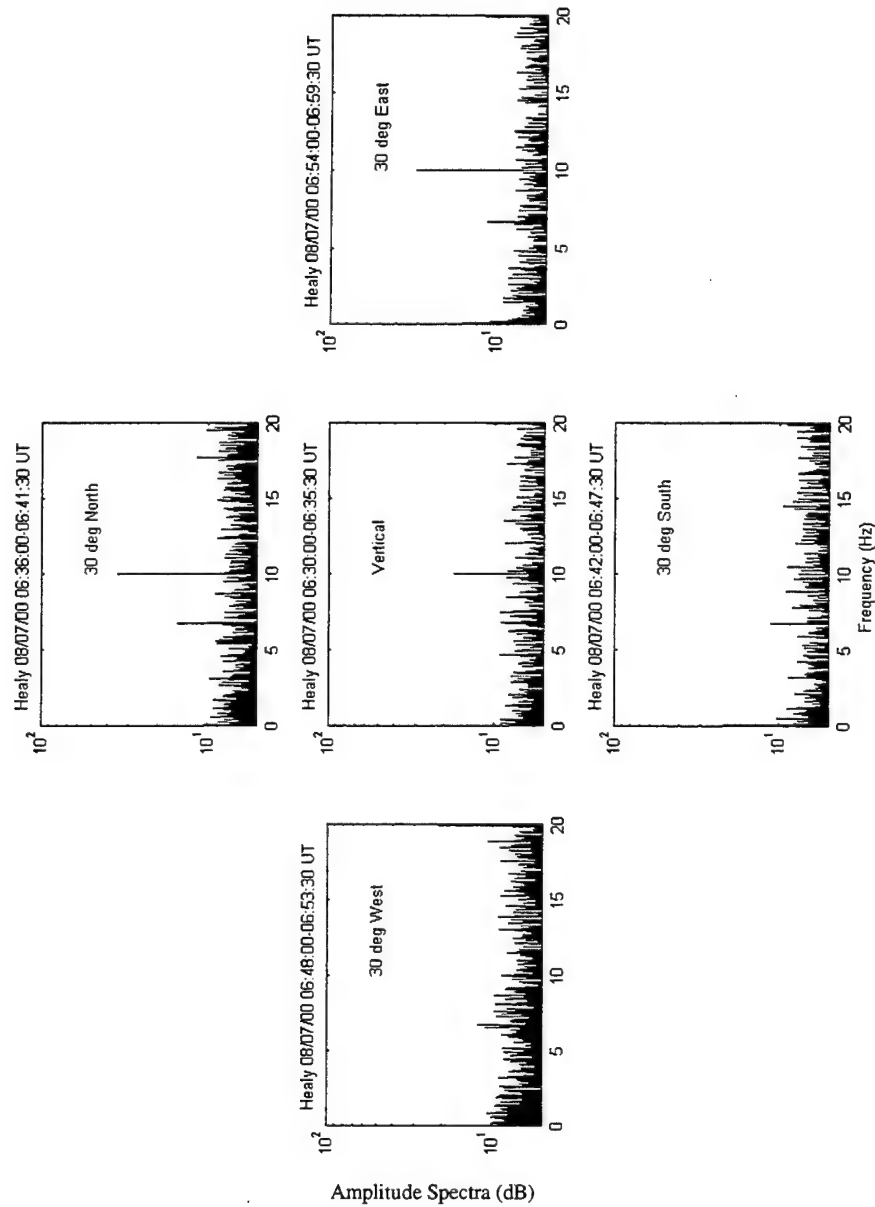 Healy 08/07/00 06:36:00-06:41:30 UT
10²
10¹
30 deg North
0 5 10 15 20
Healy 08/07/00 06:48:00-06:53:30 UT
10²
10¹
30 deg West
0 5 10 15 20
Healy 08/07/00 06:30:00-06:35:30 UT
10²
10¹
Vertical
0 5 10 15 20
Healy 08/07/00 06:54:00-06:59:30 UT
10²
10¹
30 deg East
0 5 10 15 20
Healy 08/07/00 06:42:00-06:47:30 UT
10²
10¹
30 deg South
0 5 10 15 20
Frequency (Hz)
Amplitude Spectra (dB)